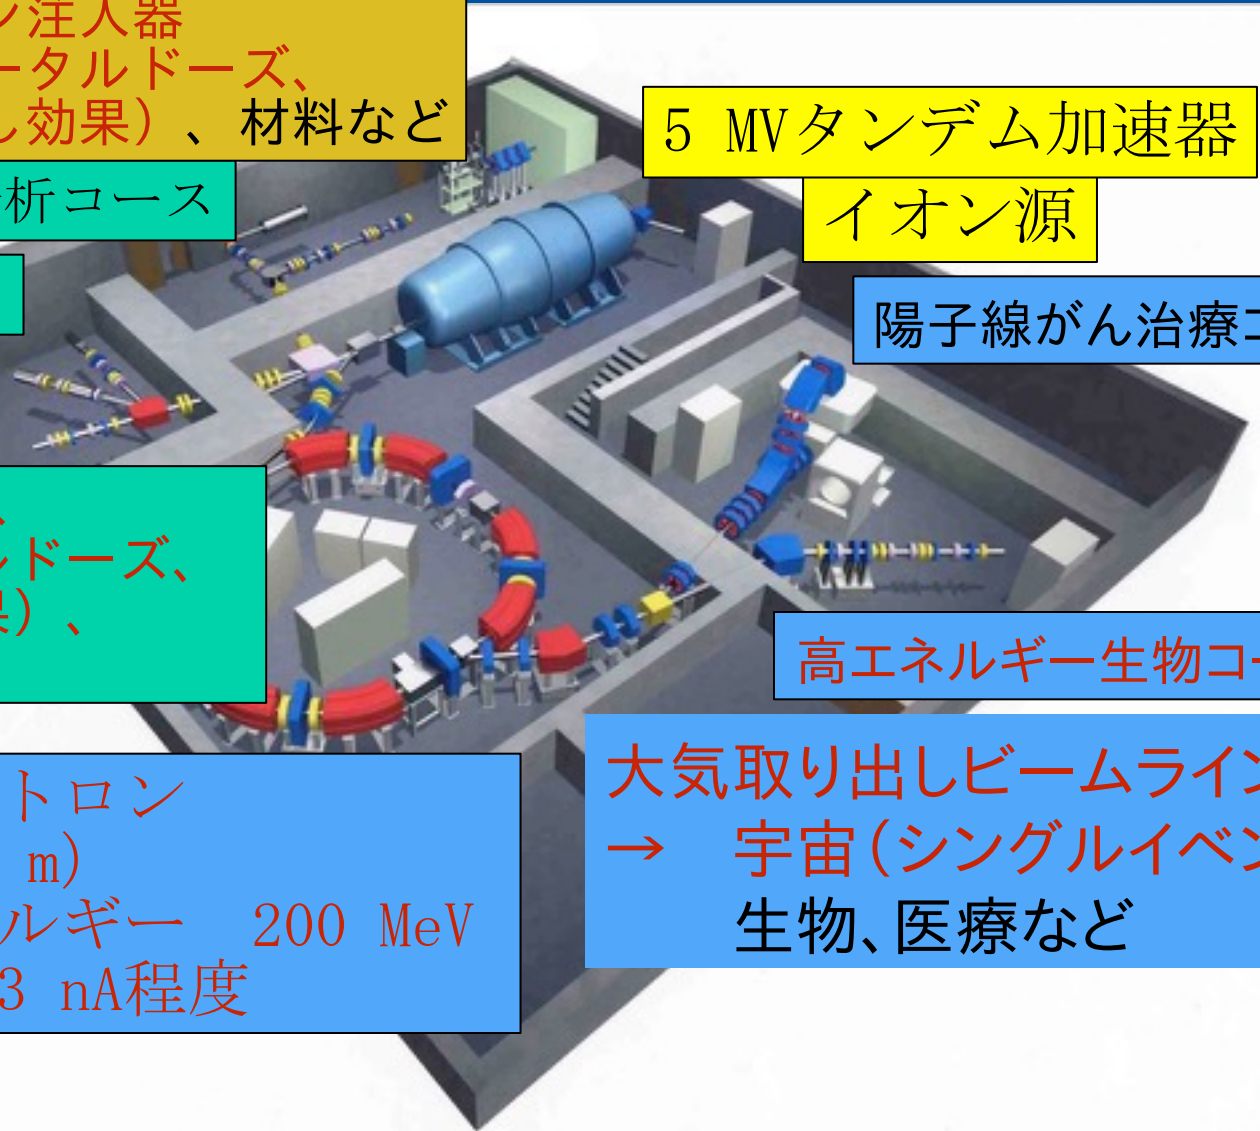 ン注入器
ータルドーズ、
し効果）、材料など
析コース
5 MVタンデム加速器
イオン源
陽子線がん治療コ
ルドーズ、
果）、
高エネルギー生物コー
トロン
m)
ルギー　200 MeV
3 nA程度
大気取り出しビームライン
→　宇宙（シングルイベン
生物、医療など